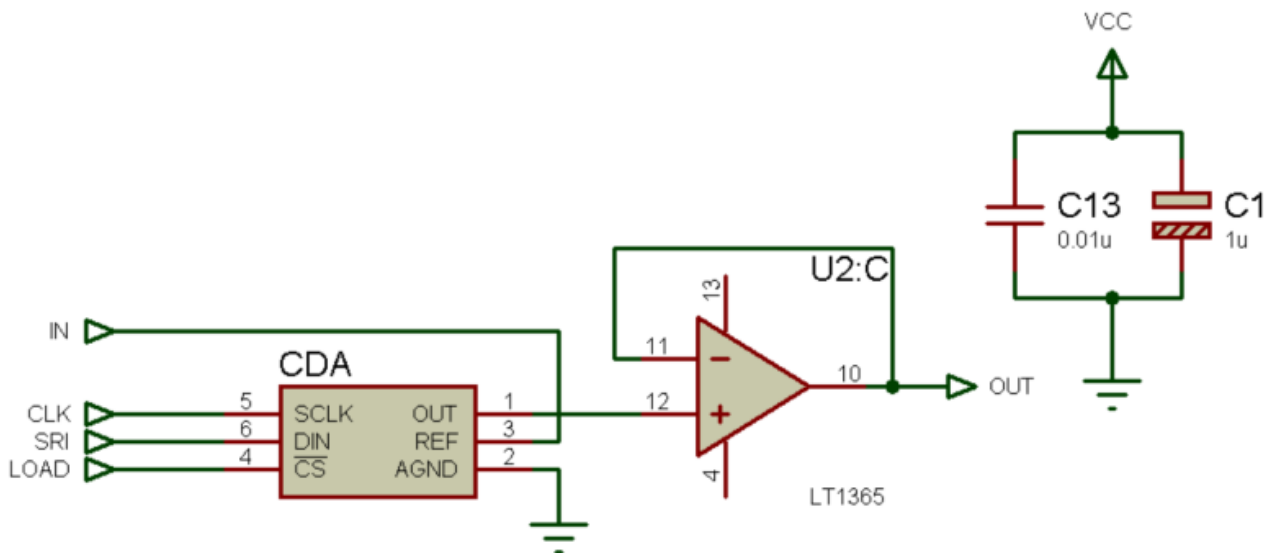 VCC
C13
0.01u
C1
1u
U2:C
13
IN
11
CDA
10
OUT
CLK
5
SCLK
OUT
1
12
SRI
6
DIN
REF
3
LOAD
4
CS
AGND
2
4
LT1365